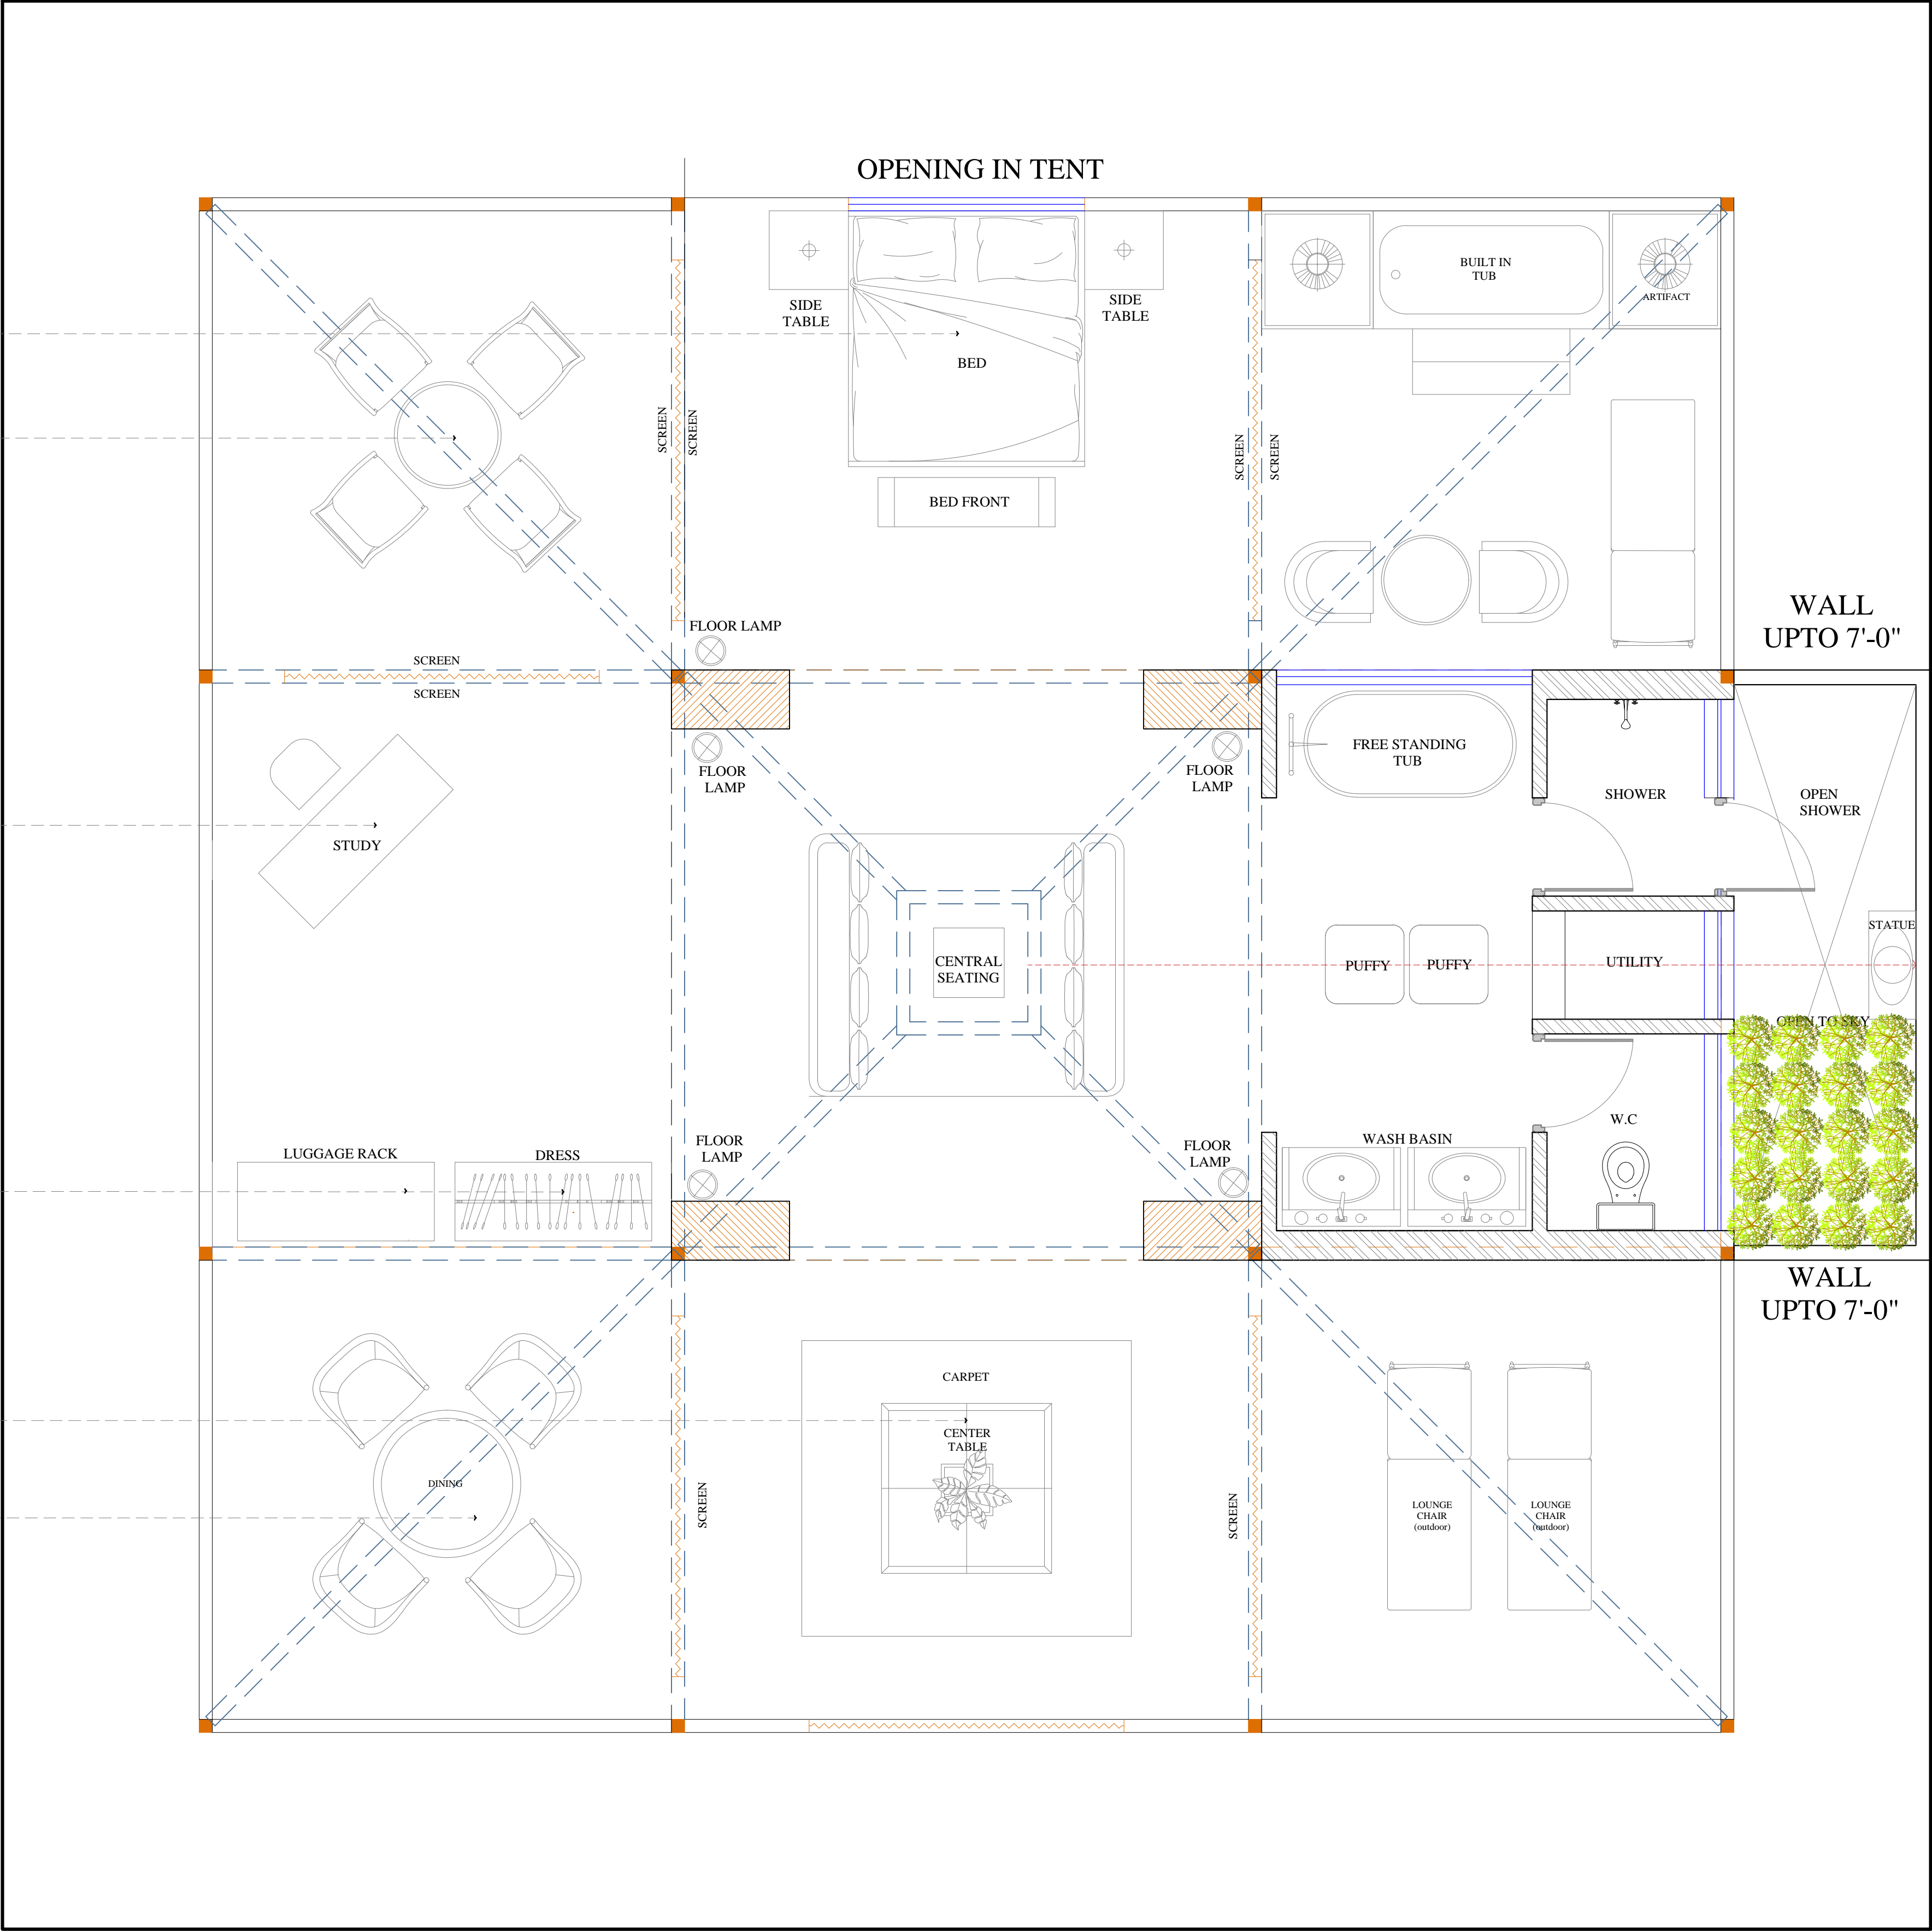 OPENING IN TENT
SIDE
TABLE
BED
SIDE
TABLE
BUILT IN
TUB
ARTIFACT
SCREEN
SCREEN
SCREEN
SCREEN
BED FRONT
WALL
UPTO 7'-0"
FLOOR LAMP
SCREEN
SCREEN
FLOOR
LAMP
FLOOR
LAMP
FREE STANDING
TUB
SHOWER
OPEN
SHOWER
STUDY
STATUE
CENTRAL
SEATING
PUFFY
PUFFY
UTILITY
OPEN TO SKY
W.C
LUGGAGE RACK
DRESS
FLOOR
LAMP
FLOOR
LAMP
WASH BASIN
WALL
UPTO 7'-0"
CARPET
CENTER
TABLE
DINING
SCREEN
SCREEN
LOUNGE
CHAIR
(outdoor)
LOUNGE
CHAIR
(outdoor)